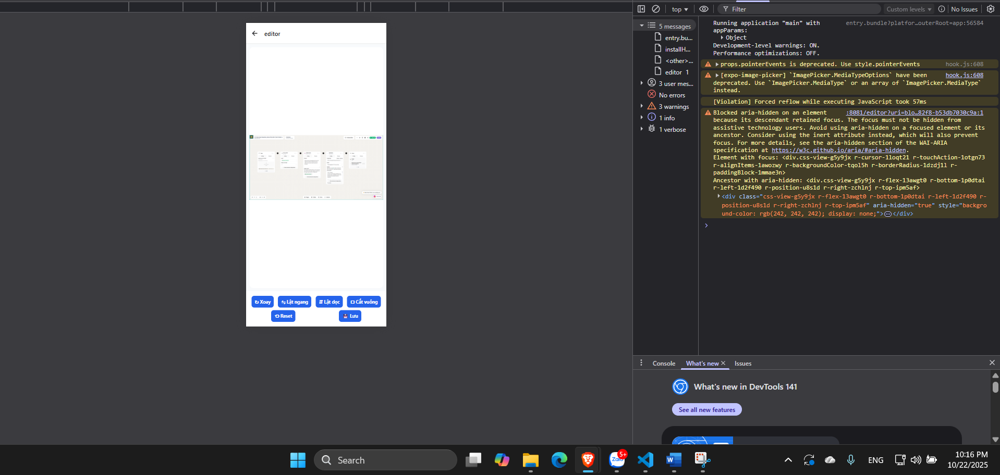 top
Filter
Custom levels
No Issues
editor
5 messages
entry.bu...
installH...
<other>...
editor 1
3 user mes...
No errors
3 warnings
1 info
1 verbose
Running application "main" with entry.bundle?platfor…outerRoot=app:56584
appParams:
Object
Development-level warnings: ON.
Performance optimizations: OFF.
props.pointerEvents is deprecated. Use style.pointerEvents hook.js:608
[expo-image-picker] `ImagePicker.MediaTypeOptions` have been hook.js:608
deprecated. Use `ImagePicker.MediaType` or an array of `ImagePicker.MediaType`
instead.
[Violation] Forced reflow while executing JavaScript took 57ms
Blocked aria-hidden on an element :8081/editor?uri=blo…82f8-b53db7030c9a:1
because its descendant retained focus. The focus must not be hidden from
assistive technology users. Avoid using aria-hidden on a focused element or its
ancestor. Consider using the inert attribute instead, which will also prevent
focus. For more details, see the aria-hidden section of the WAI-ARIA
specification at https://w3c.github.io/aria/#aria-hidden.
Element with focus: <div.css-view-g5y9jx r-cursor-1loqt21 r-touchAction-1otgn73
r-alignItems-1awozwy r-backgroundColor-tqol5h r-borderRadius-1dzdj1l r-
paddingBlock-1mmae3n>
Ancestor with aria-hidden: <div.css-view-g5y9jx r-flex-13awgt0 r-bottom-1p0dtai
r-left-1d2f490 r-position-u8s1d r-right-zchlnj r-top-ipm5af>
<div class="css-view-g5y9jx r-flex-13awgt0 r-bottom-1p0dtai r-left-1d2f490 r-
position-u8s1d r-right-zchlnj r-top-ipm5af" aria-hidden="true" style="backgro
und-color: rgb(242, 242, 242); display: none;">…</div>
↻ Xoay
⇋ Lật ngang
⇵ Lật dọc
◻ Cắt vuông
⟲ Reset
💾 Lưu
Console
What's new
Issues
What's new in DevTools 141
See all new features
Search
5+
Zalo
ENG
10:16 PM
10/22/2025